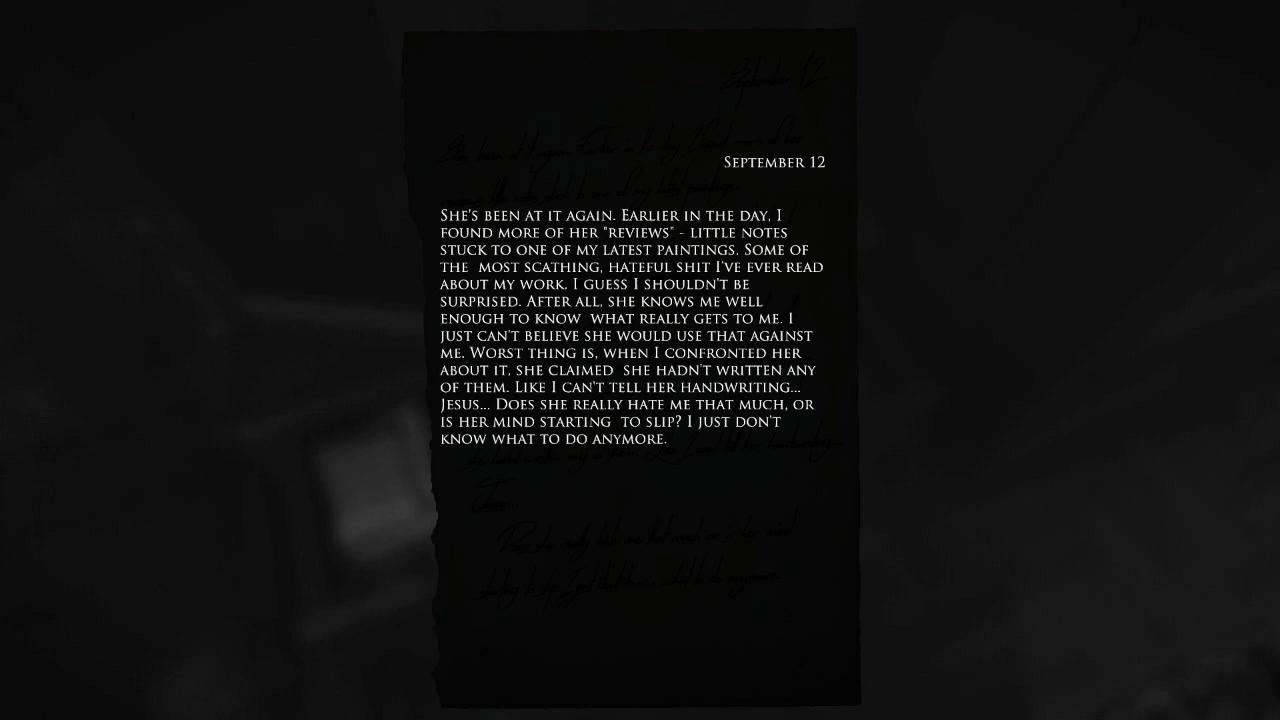 September 12
She's been at it again. Earlier in the day, I
found more of her "reviews" - little notes
stuck to one of my latest paintings. Some of
the  most scathing, hateful shit I've ever read
about my work. I guess I shouldn't be
surprised. After all, she knows me well
enough to know  what really gets to me. I
just can't believe she would use that against
me. Worst thing is, when I confronted her
about it, she claimed  she hadn't written any
of them. Like I can't tell her handwriting...
Jesus... Does she really hate me that much, or
is her mind starting  to slip? I just don't
know what to do anymore.